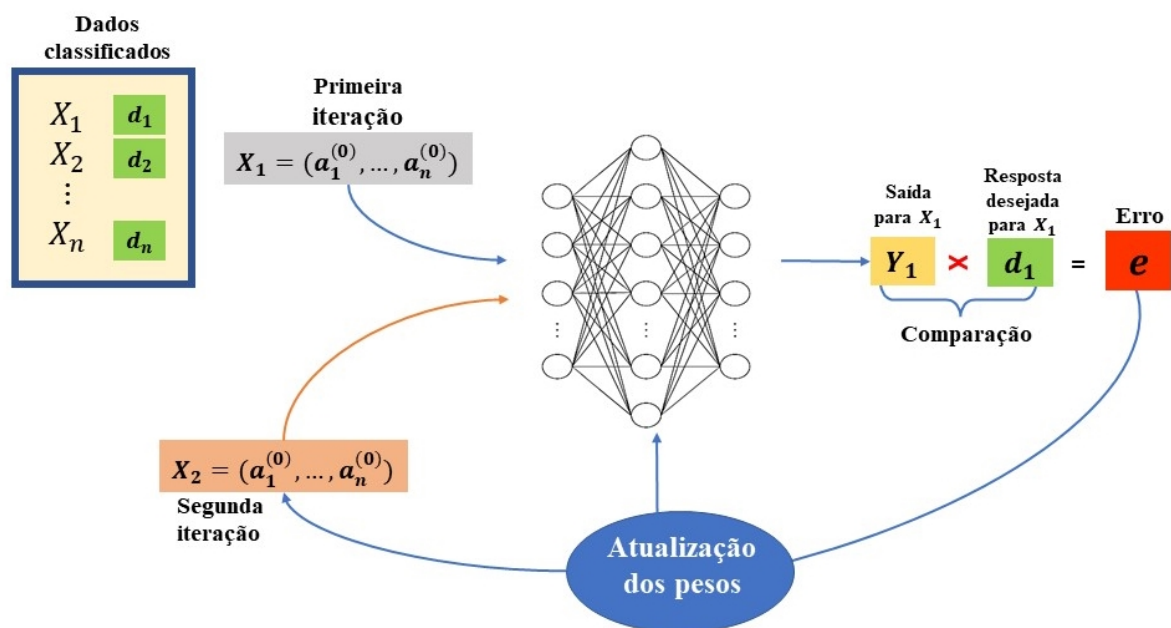 Dados
classificados
X₁ d₁
X₂ d₂
⋮
Xₙ dₙ
Primeira
iteração
X₁ = (a₁⁽⁰⁾, ..., aₙ⁽⁰⁾)
...
...
...
Saída
para X₁
Resposta
desejada
para X₁
Erro
Y₁ × d₁ = e
Comparação
X₂ = (a₁⁽⁰⁾, ..., aₙ⁽⁰⁾)
Segunda
iteração
Atualização
dos pesos